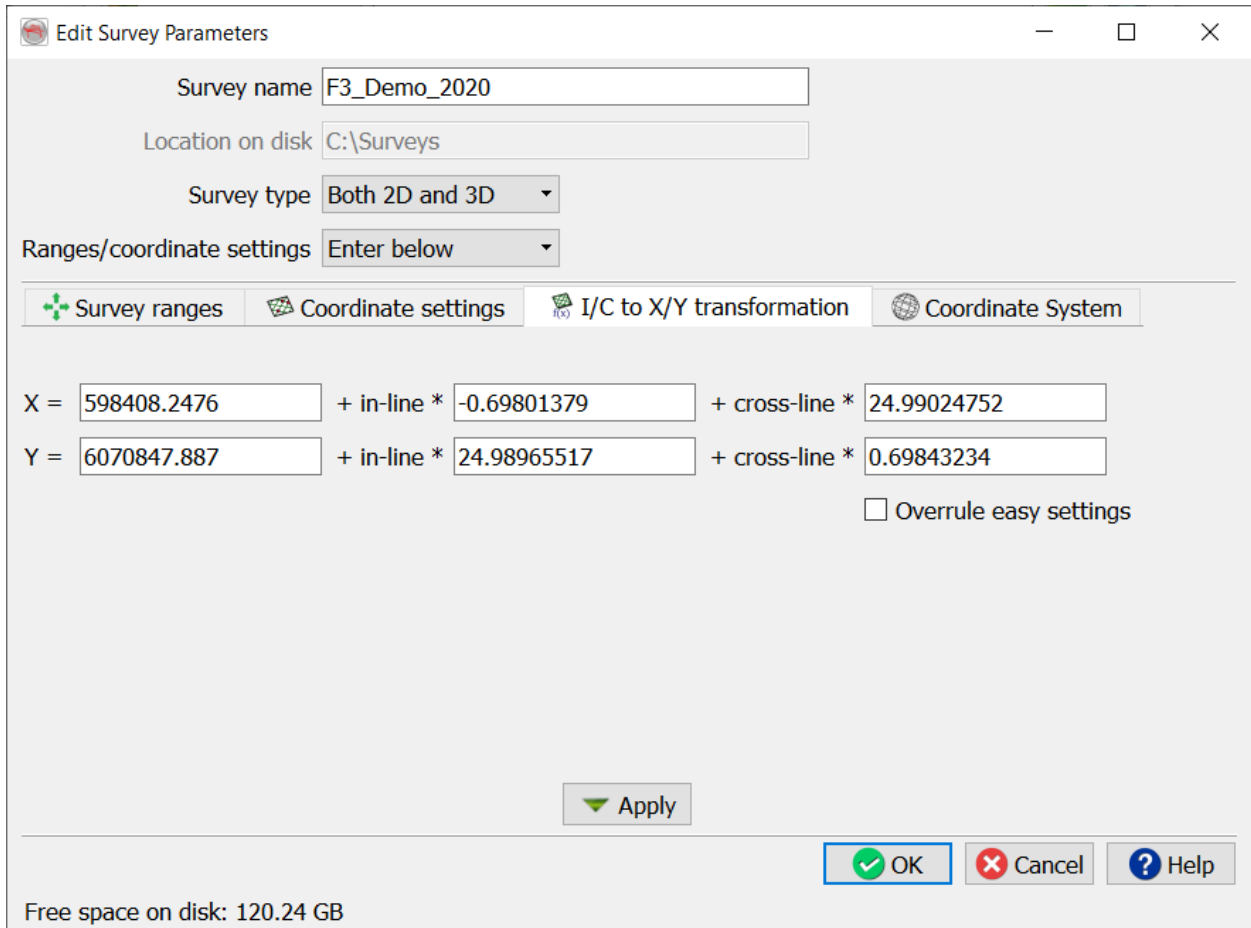 Edit Survey Parameters
Survey name F3_Demo_2020
Location on disk C:\Surveys
Survey type Both 2D and 3D
Ranges/coordinate settings Enter below
Survey ranges Coordinate settings f(x) I/C to X/Y transformation Coordinate System
X = 598408.2476 + in-line * -0.69801379 + cross-line * 24.99024752
Y = 6070847.887 + in-line * 24.98965517 + cross-line * 0.69843234
Overrule easy settings
Apply
OK Cancel ? Help
Free space on disk: 120.24 GB